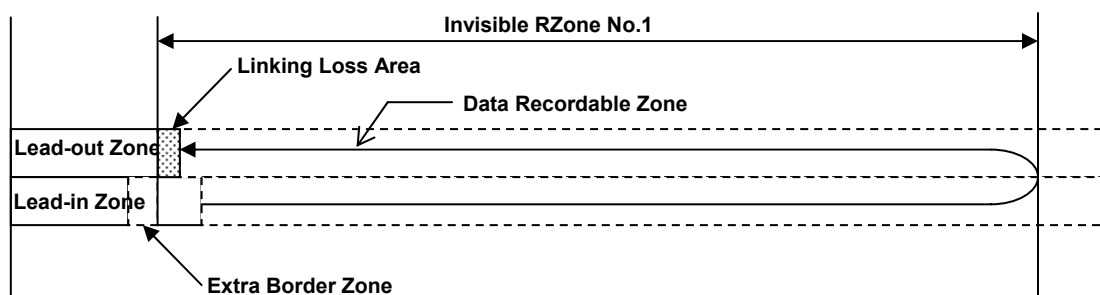 Invisible RZone No.1
Linking Loss Area
Data Recordable Zone
Lead-out Zone
Lead-in Zone
Extra Border Zone